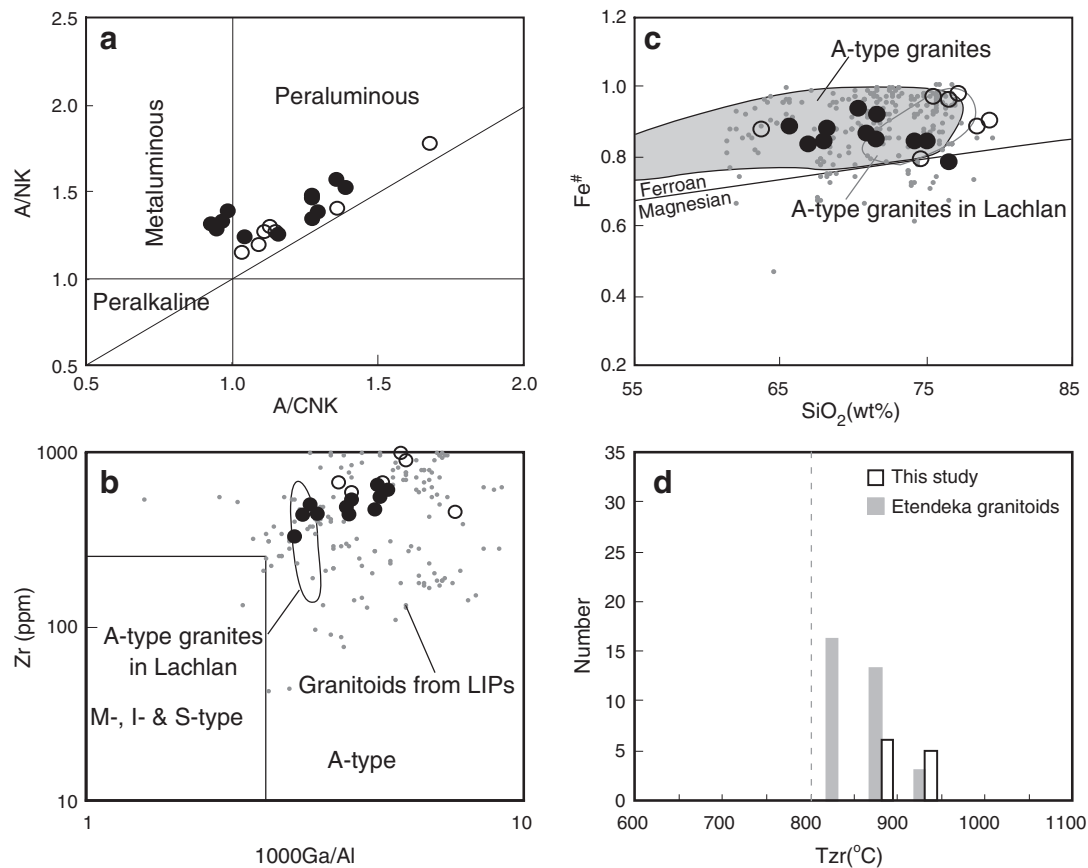 a
2.5
2.0
1.5
1.0
0.5
A/NK
Metaluminous
Peraluminous
Peralkaline
0.5
1.0
1.5
2.0
A/CNK
c
1.2
1.0
0.8
0.6
0.4
0.2
Fe#
A-type granites
Ferroan
Magnesian
A-type granites in Lachlan
55
65
75
85
SiO2(wt%)
b
1000
100
10
Zr (ppm)
A-type granites
in Lachlan
Granitoids from LIPs
M-, I- & S-type
A-type
1
10
1000Ga/Al
d
35
30
25
20
15
10
5
0
Number
This study
Etendeka granitoids
600
700
800
900
1000
1100
Tzr(oC)